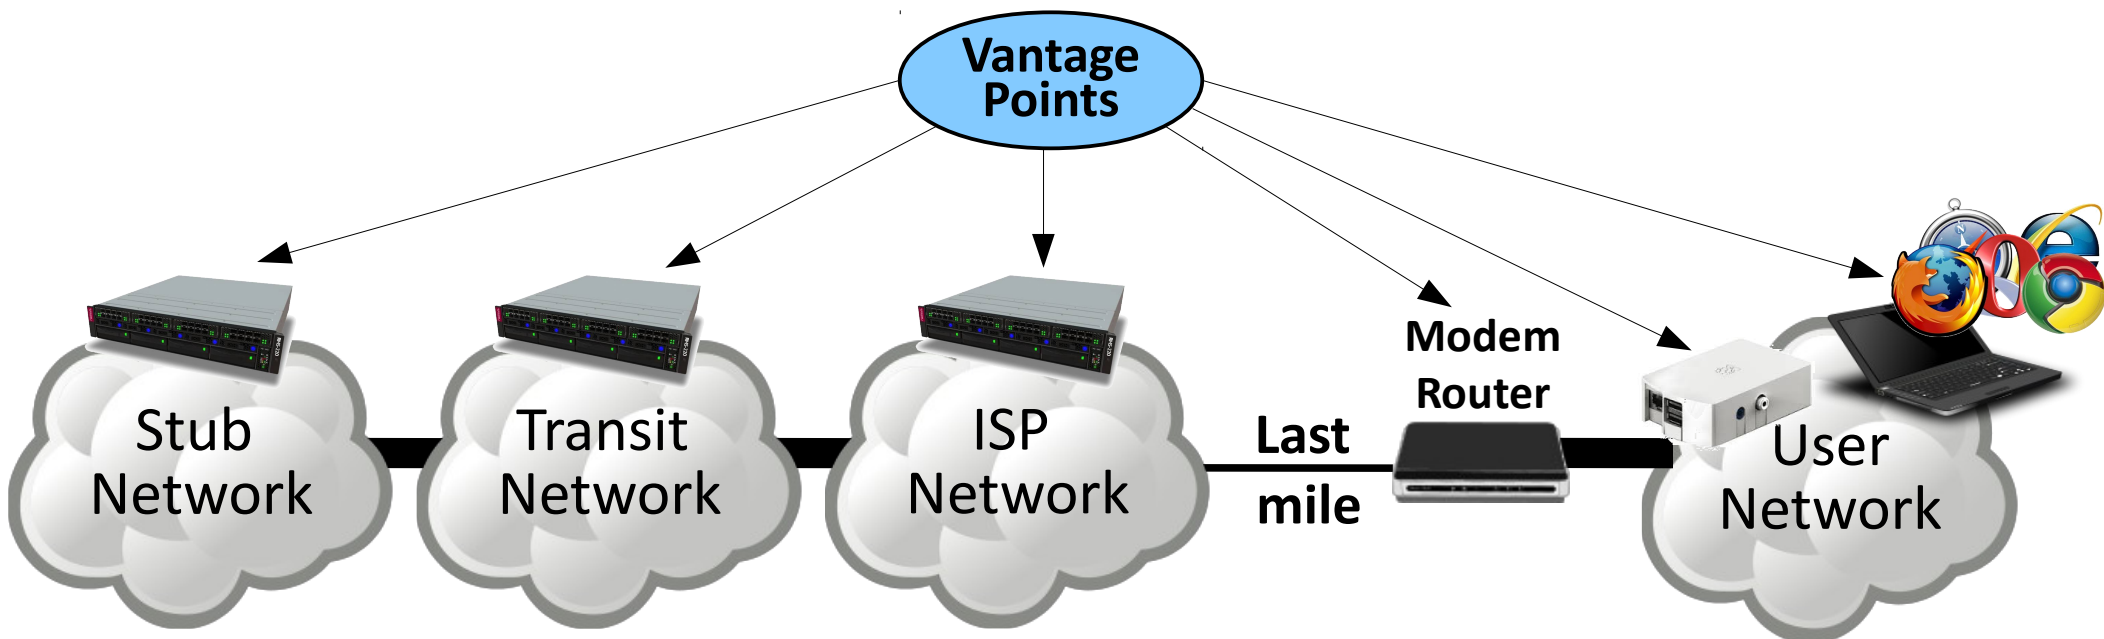 Vantage
Points
Modem
Router
Stub
Network
Transit
Network
ISP
Network
Last
mile
User
Network